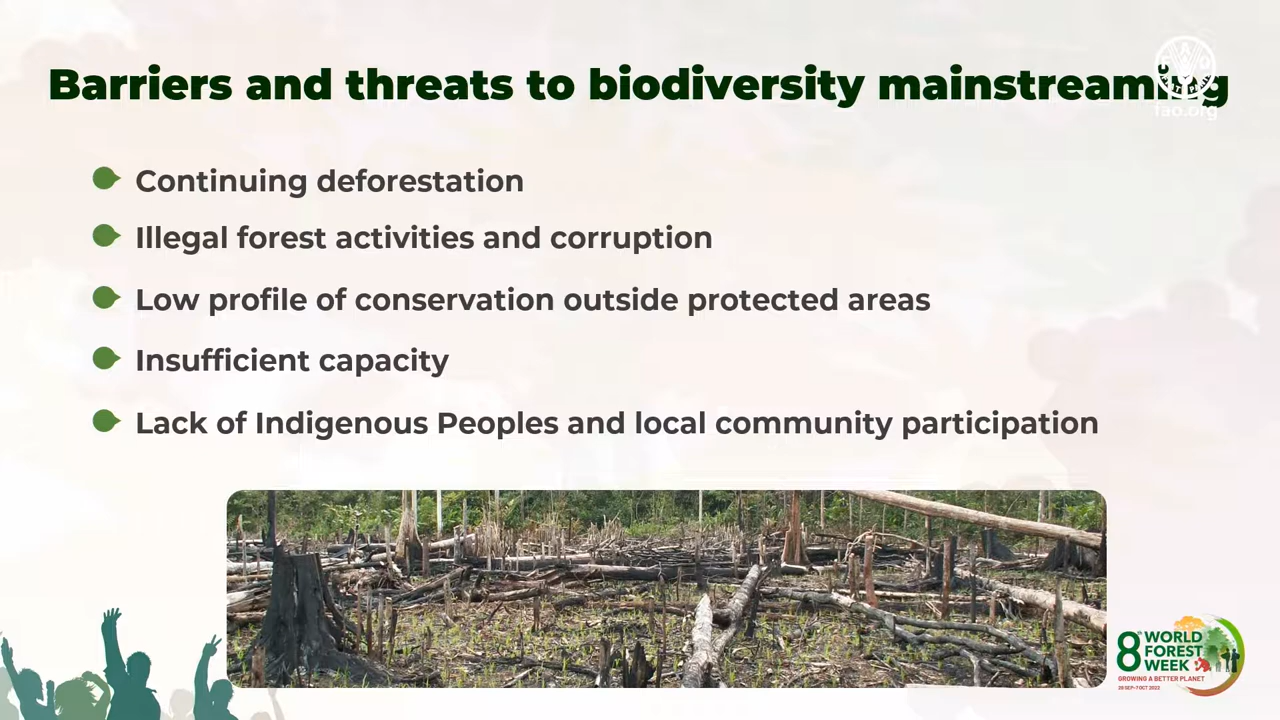 Barriers and threats to biodiversity mainstreaming
fao.org
Continuing deforestation
Illegal forest activities and corruption
Low profile of conservation outside protected areas
Insufficient capacity
Lack of Indigenous Peoples and local community participation
8th WORLD
FOREST
WEEK
GROWING A BETTER PLANET